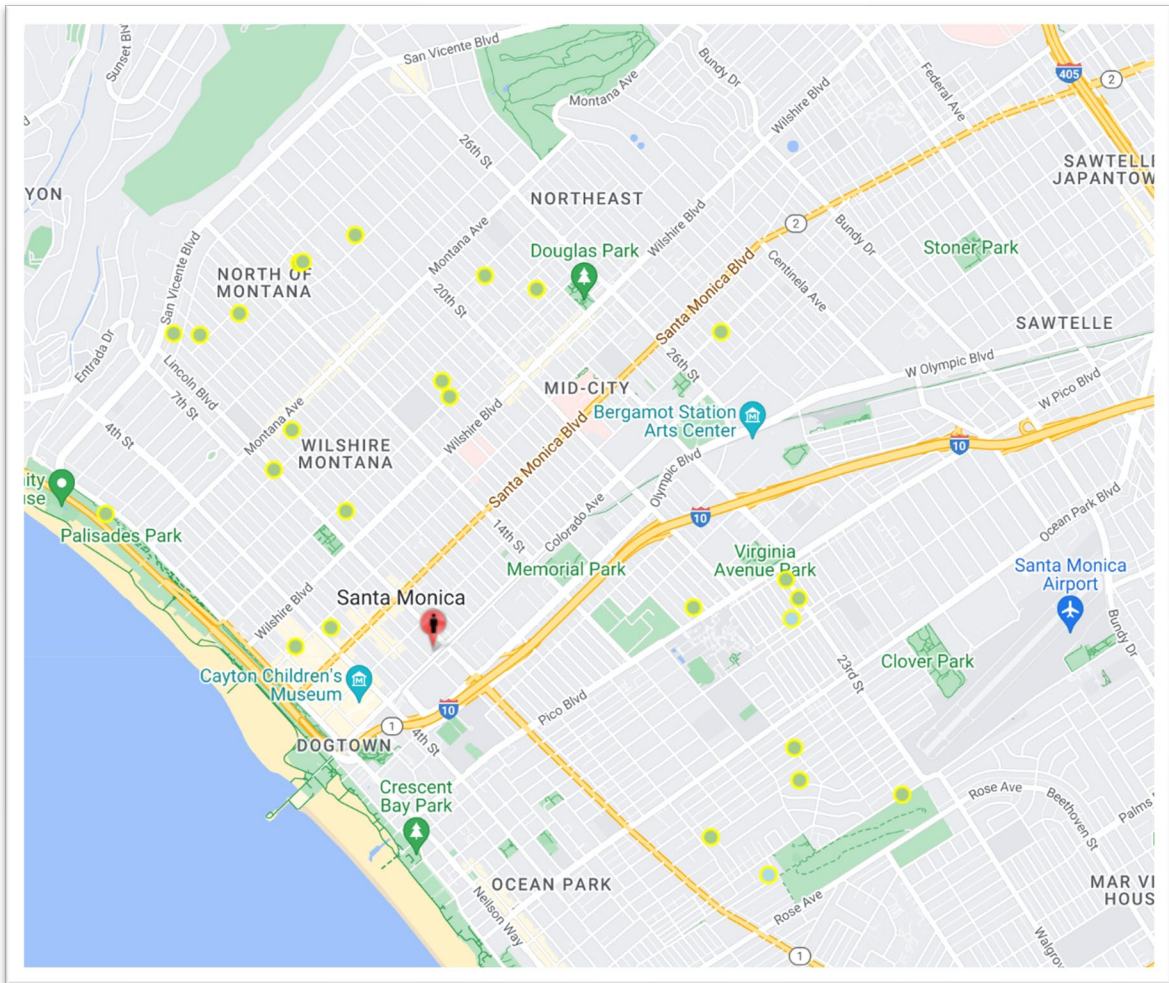 Sunset Blv
San Vicente Blvd
Bundy Dr
Federal Ave
405
2
Montana Ave
Wilshire Blvd
26th St
SAWTELL
JAPANTOW
YON
NORTHEAST
Montana Ave
Wilshire Blvd
2
Bundy Dr
Stoner Park
San Vicente Blvd
NORTH OF
MONTANA
Douglas Park
Centinela Ave
20th St
Santa Monica Blvd
SAWTELLE
Entrada Dr
Lincoln Blvd
7th St
26th St
W Olympic Blvd
MID-CITY
W Pico Blvd
Montana Ave
Wilshire Blvd
Bergamot Station
Arts Center
4th St
WILSHIRE
MONTANA
10
ity
se
Santa Monica Blvd
Olympic Blvd
Ocean Park Blvd
10
Palisades Park
14th St
Colorado Ave
Memorial Park
Virginia
Avenue Park
Santa Monica
Airport
Wilshire Blvd
Santa Monica
Bundy Dr
Clover Park
23rd St
Cayton Children's
Museum
10
Pico Blvd
1
4th St
DOGTOWN
Crescent
Bay Park
Rose Ave
Beethoven St
Palms
OCEAN PARK
Neilson Way
Rose Ave
MAR VI
HOUS
Walgrov
1